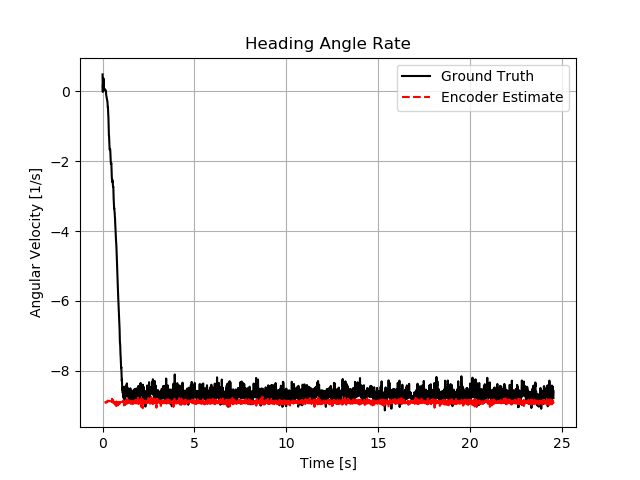 Heading Angle Rate
Ground Truth
Encoder Estimate
Angular Velocity [1/s]
0
−2
−4
−6
−8
0 5 10 15 20 25
Time [s]